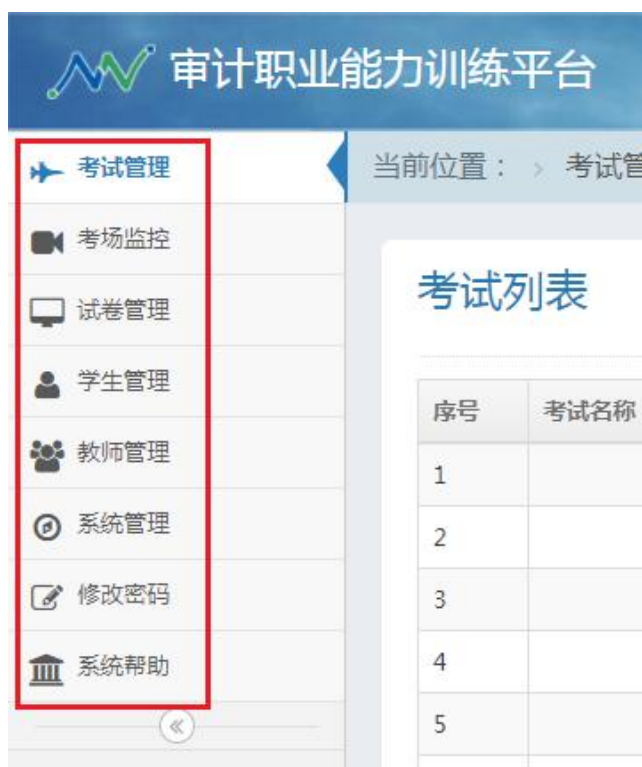 审计职业能力训练平台
考试管理
考场监控
试卷管理
学生管理
教师管理
系统管理
修改密码
系统帮助
当前位置： > 考试管
考试列表
序号 考试名称
1
2
3
4
5